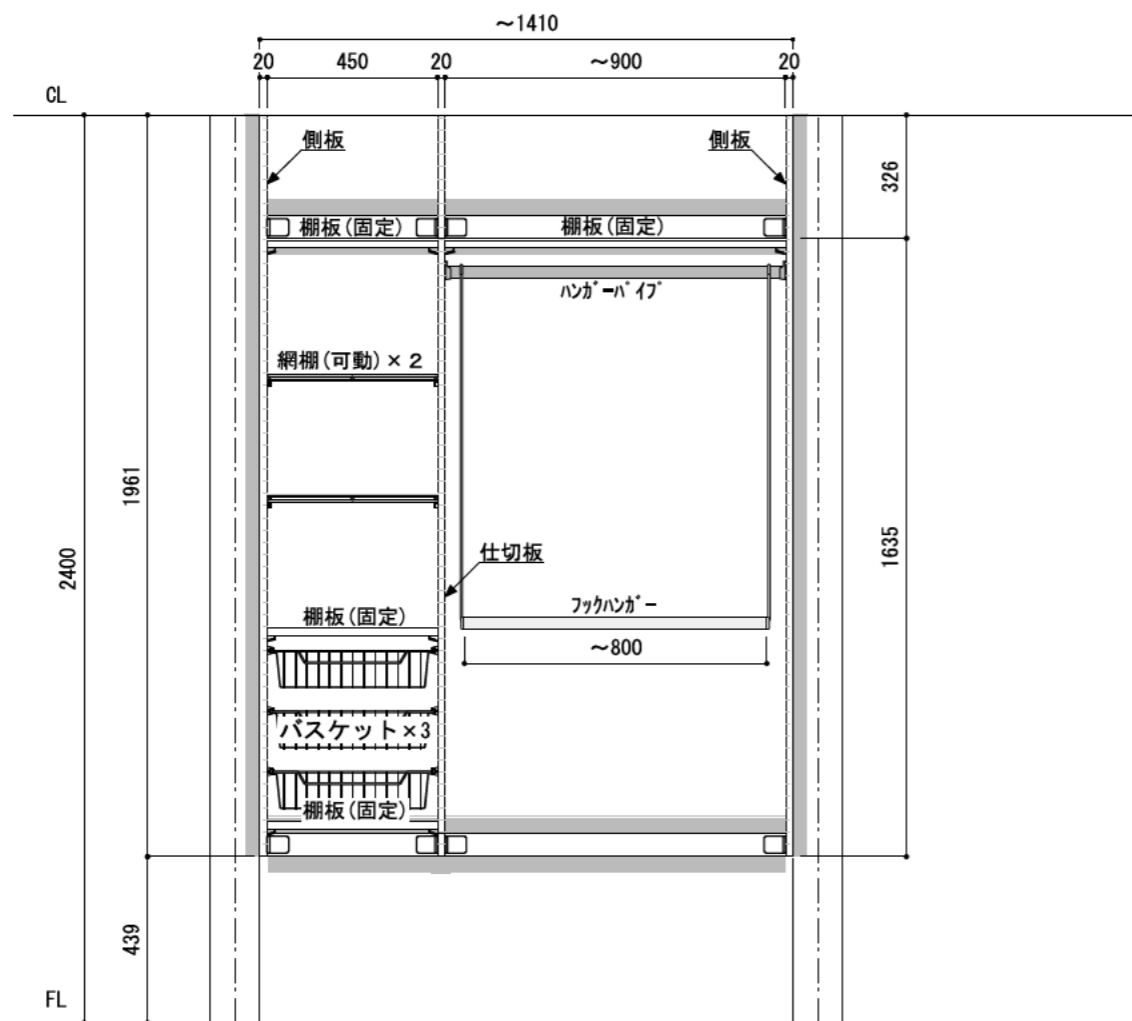 ～1410
20
450
20
～900
20
CL
側板
側板
326
棚板(固定)
棚板(固定)
ﾊﾝｶﾞｰﾊﾟｲﾌﾟ
網棚(可動)×２
1961
2400
1635
仕切板
ﾌｯｸﾊﾝｶﾞｰ
棚板(固定)
～800
バスケット×3
棚板(固定)
439
FL